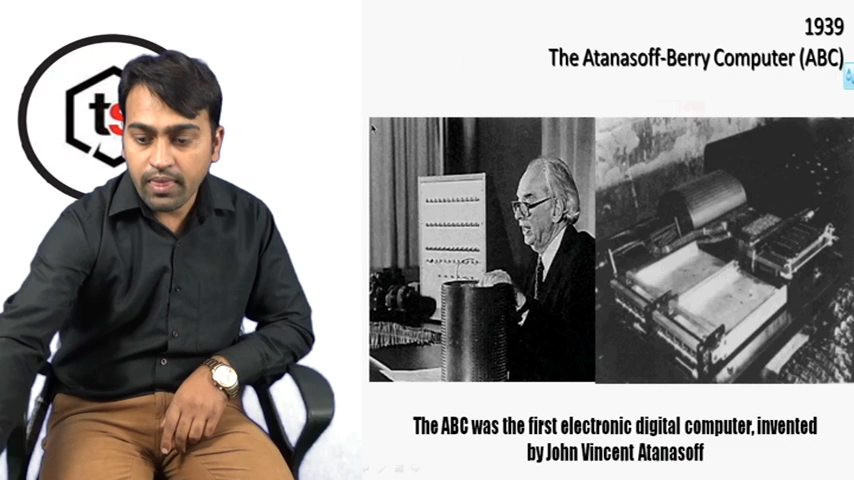 ts
1939
The Atanasoff-Berry Computer (ABC)
The ABC was the first electronic digital computer, invented
by John Vincent Atanasoff